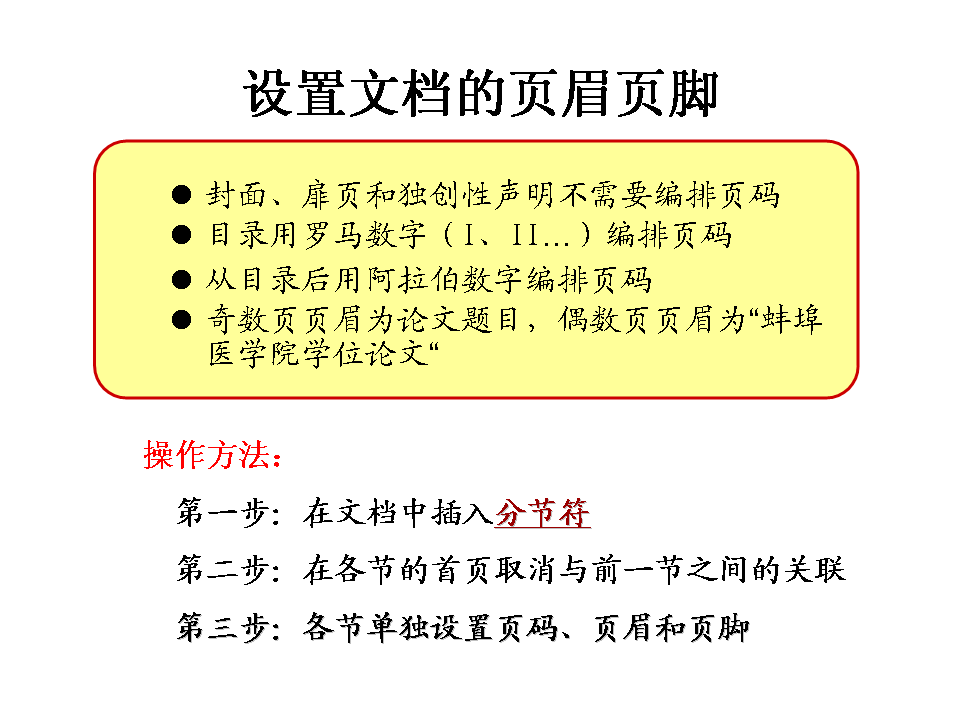 设置文档的页眉页脚
● 封面、扉页和独创性声明不需要编排页码
● 目录用罗马数字（I、II…）编排页码
● 从目录后用阿拉伯数字编排页码
● 奇数页页眉为论文题目，偶数页页眉为“蚌埠
医学院学位论文“
操作方法：
第一步：在文档中插入分节符
第二步：在各节的首页取消与前一节之间的关联
第三步：各节单独设置页码、页眉和页脚